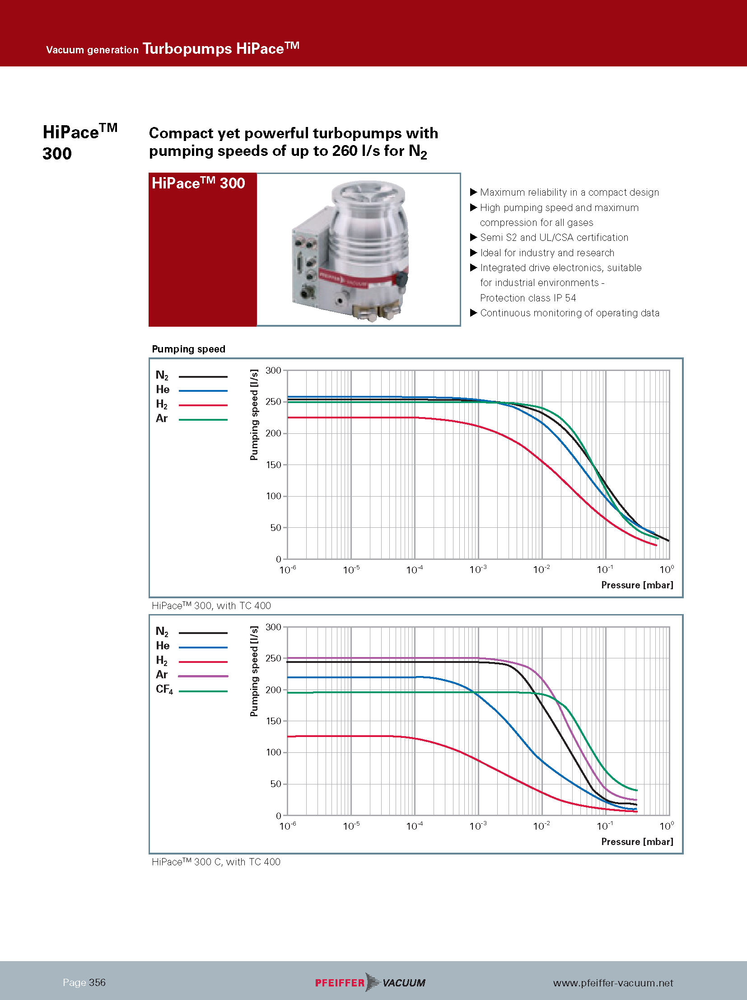 Vacuum generation Turbopumps HiPace™
HiPace™
300
Compact yet powerful turbopumps with
pumping speeds of up to 260 l/s for N₂
HiPace™ 300
PFEIFFER VACUUM
▶ Maximum reliability in a compact design
▶ High pumping speed and maximum
compression for all gases
▶ Semi S2 and UL/CSA certification
▶ Ideal for industry and research
▶ Integrated drive electronics, suitable
for industrial environments -
Protection class IP 54
▶ Continuous monitoring of operating data
Pumping speed
N₂
He
H₂
Ar
Pumping speed [l/s]
300
250
200
150
100
50
0
10⁻⁶ 10⁻⁵ 10⁻⁴ 10⁻³ 10⁻² 10⁻¹ 10⁰
Pressure [mbar]
HiPace™ 300, with TC 400
N₂
He
H₂
Ar
CF₄
Pumping speed [l/s]
300
250
200
150
100
50
0
10⁻⁶ 10⁻⁵ 10⁻⁴ 10⁻³ 10⁻² 10⁻¹ 10⁰
Pressure [mbar]
HiPace™ 300 C, with TC 400
Page 356
PFEIFFER VACUUM
www.pfeiffer-vacuum.net